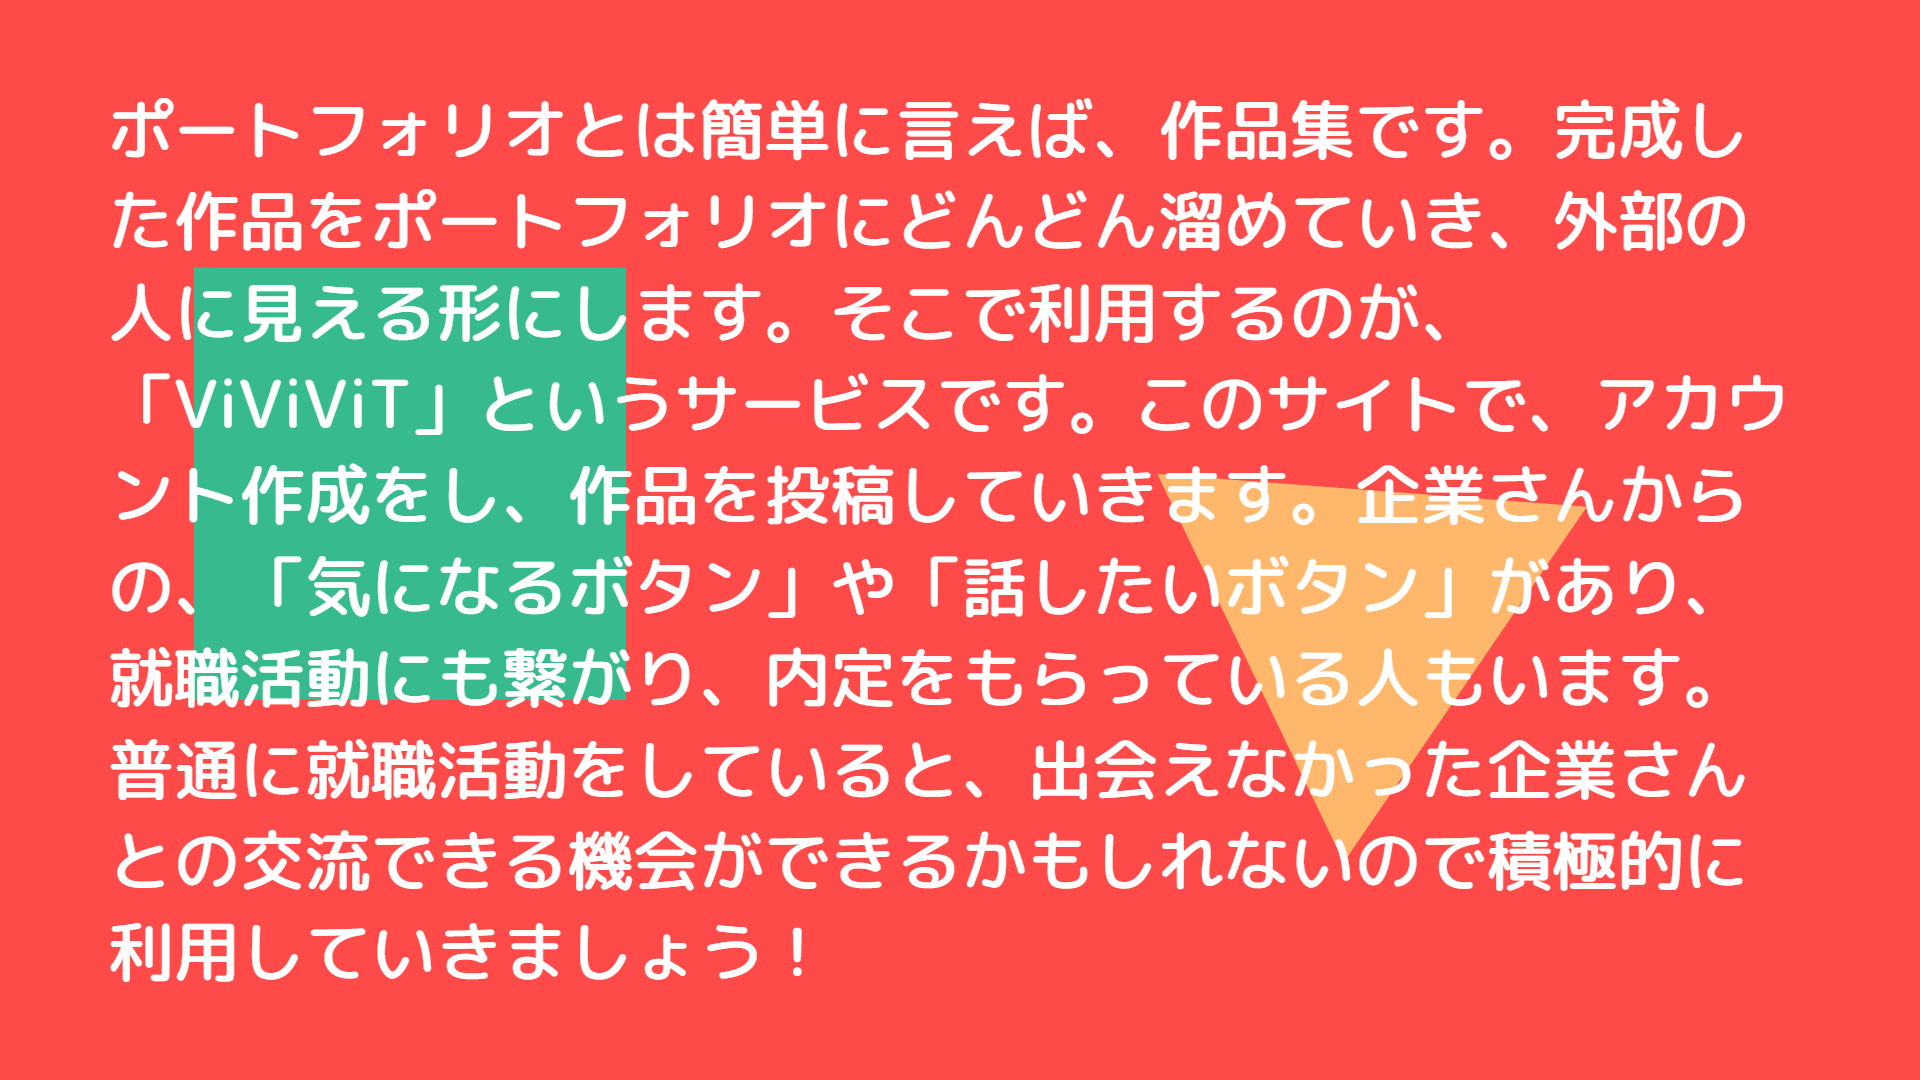 ポートフォリオとは簡単に言えば、作品集です。完成し
た作品をポートフォリオにどんどん溜めていき、外部の
人に見える形にします。そこで利用するのが、
「ViViViT」というサービスです。このサイトで、アカウ
ント作成をし、作品を投稿していきます。企業さんから
の、「気になるボタン」や「話したいボタン」があり、
就職活動にも繋がり、内定をもらっている人もいます。
普通に就職活動をしていると、出会えなかった企業さん
との交流できる機会ができるかもしれないので積極的に
利用していきましょう！